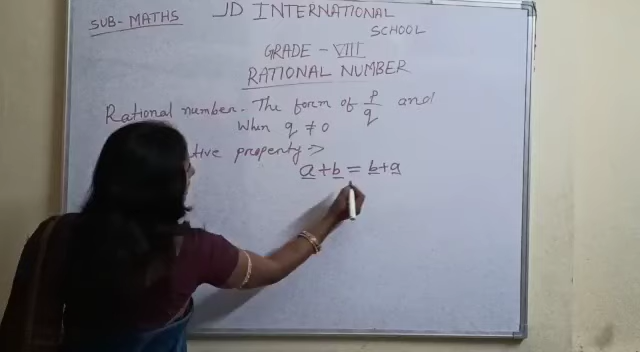 SUB- MATHS
JD INTERNATIONAL
SCHOOL
GRADE - VIII
RATIONAL NUMBER
Rational number - The form of p/q and
When q ≠ 0
tive property ⇒
a + b = b + a